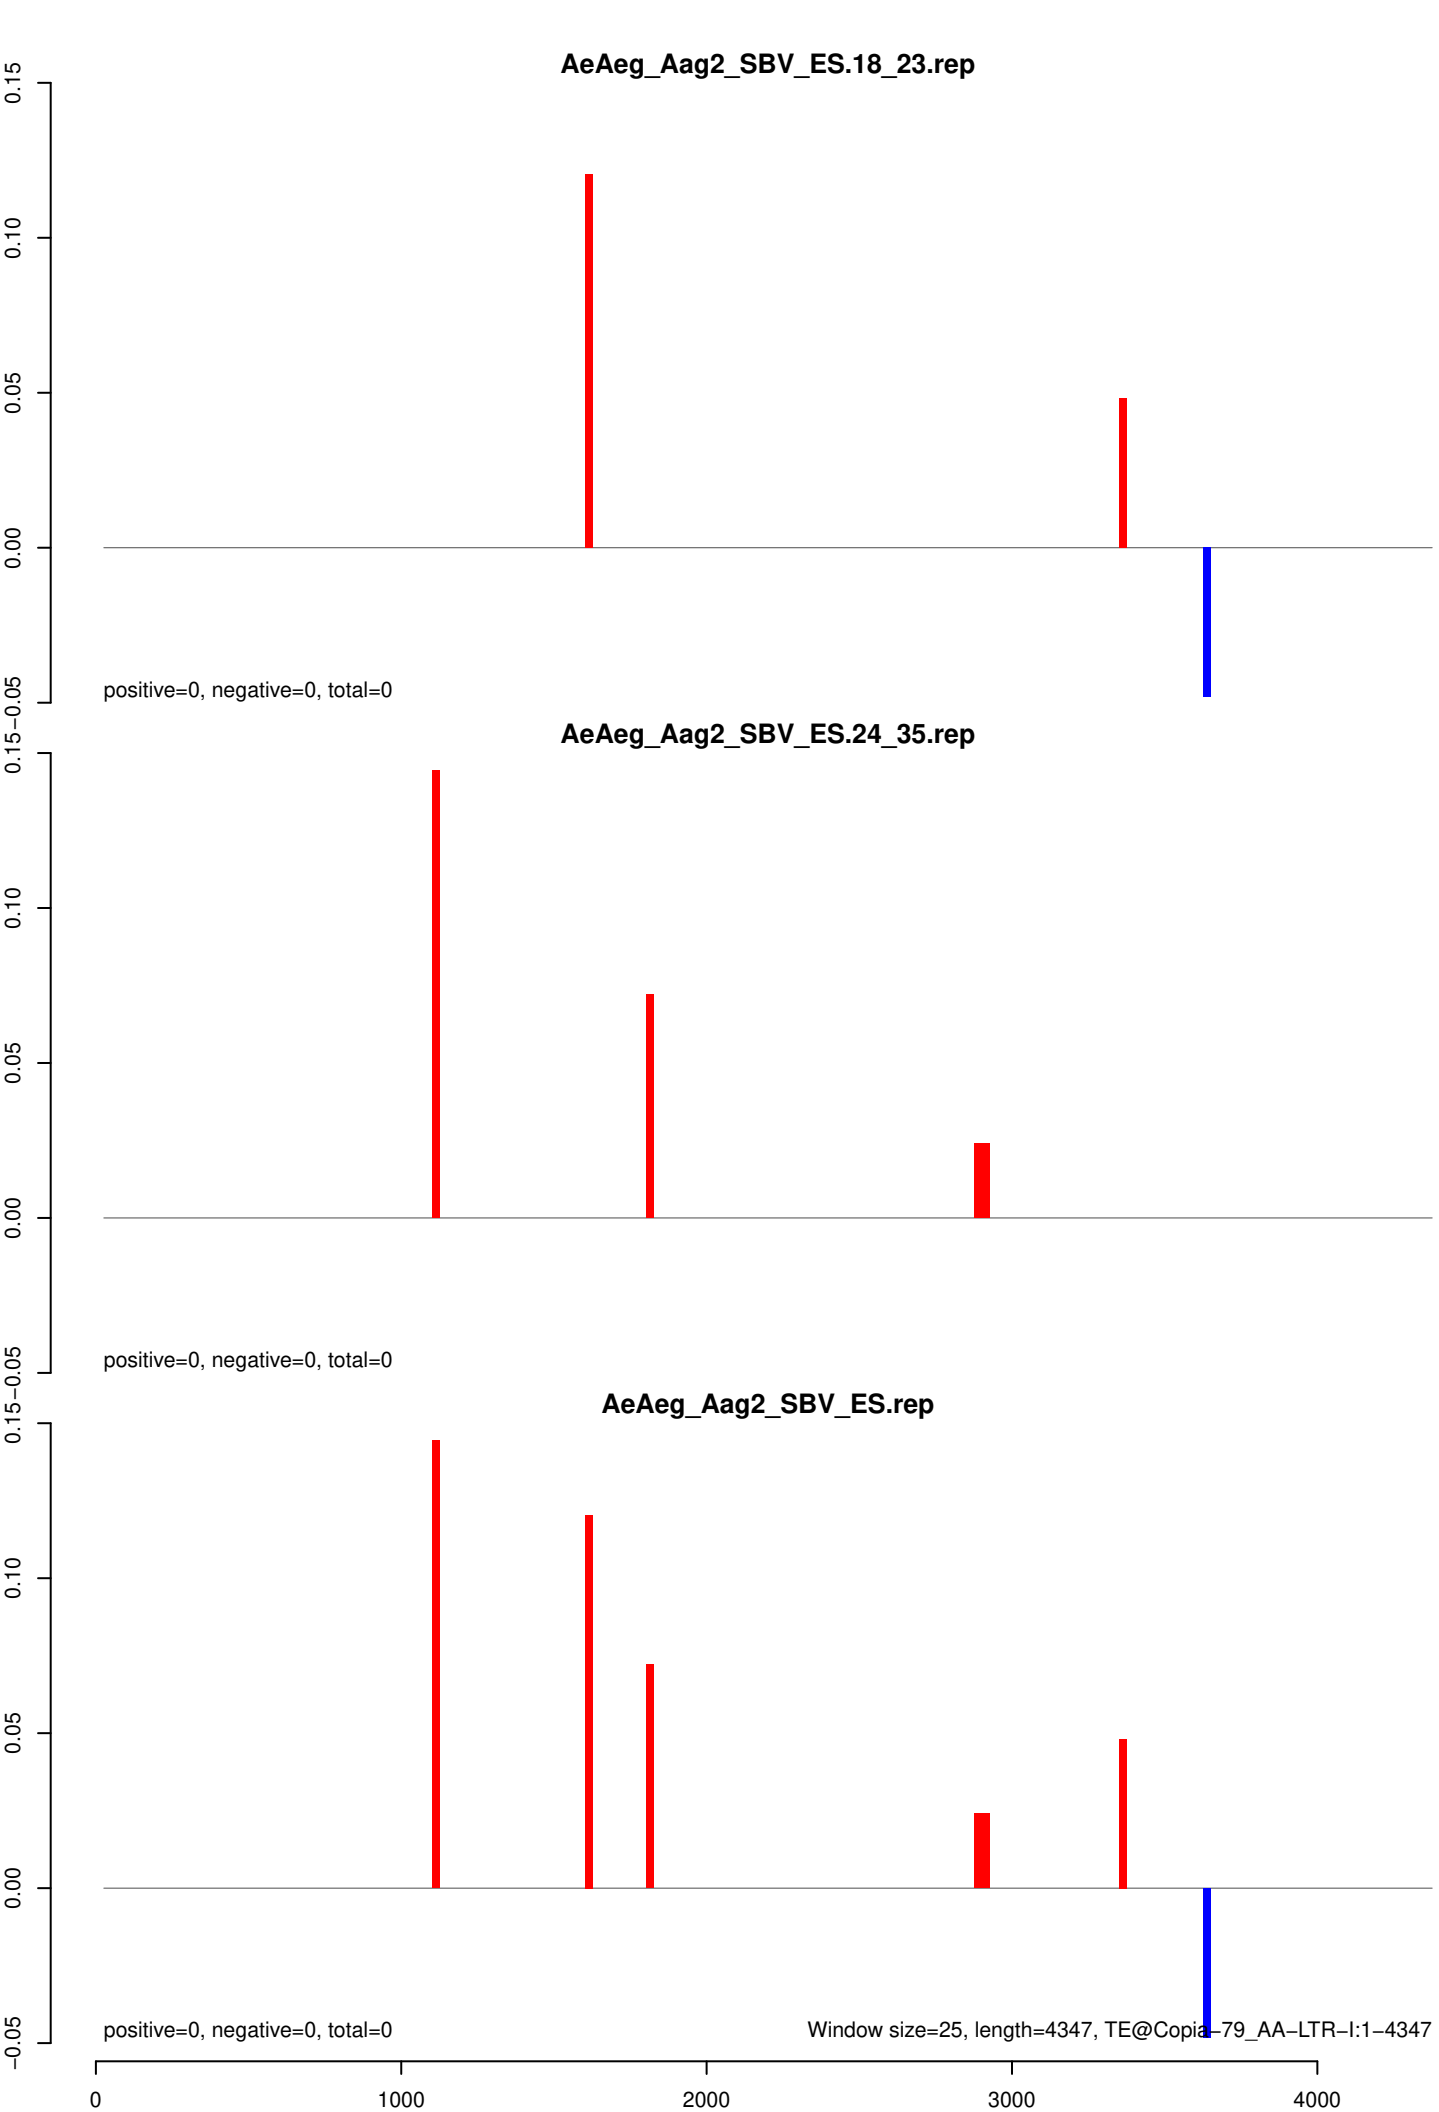 AeAeg_Aag2_SBV_ES.18_23.rep
0.15
0.10
0.05
0.00
−0.05
positive=0, negative=0, total=0
AeAeg_Aag2_SBV_ES.24_35.rep
0.15
0.10
0.05
0.00
−0.05
positive=0, negative=0, total=0
AeAeg_Aag2_SBV_ES.rep
0.15
0.10
0.05
0.00
−0.05
positive=0, negative=0, total=0
Window size=25, length=4347, TE@Copia−79_AA−LTR−I:1−4347
0 1000 2000 3000 4000